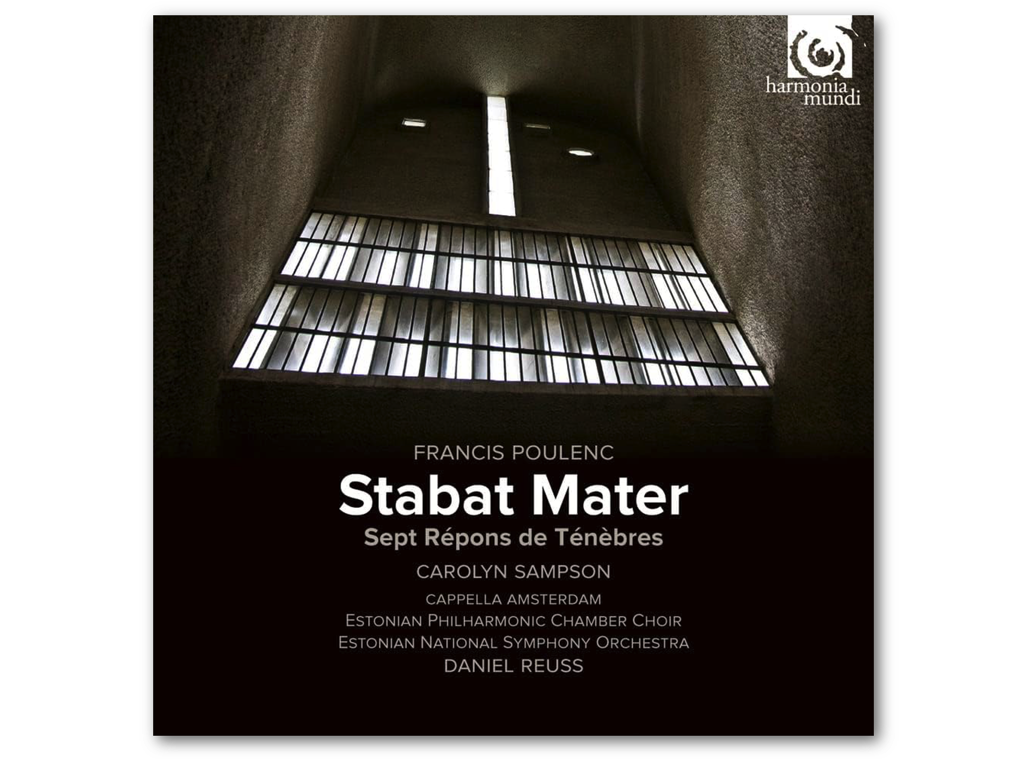 harmonia
mundi
FRANCIS POULENC
Stabat Mater
Sept Répons de Ténèbres
CAROLYN SAMPSON
CAPPELLA AMSTERDAM
ESTONIAN PHILHARMONIC CHAMBER CHOIR
ESTONIAN NATIONAL SYMPHONY ORCHESTRA
DANIEL REUSS